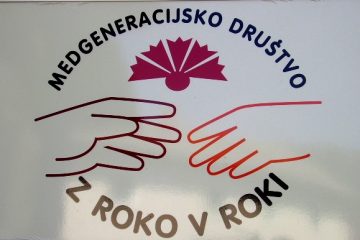 MEDGENERACIJSKO DRUŠTVO
Z ROKO V ROKI